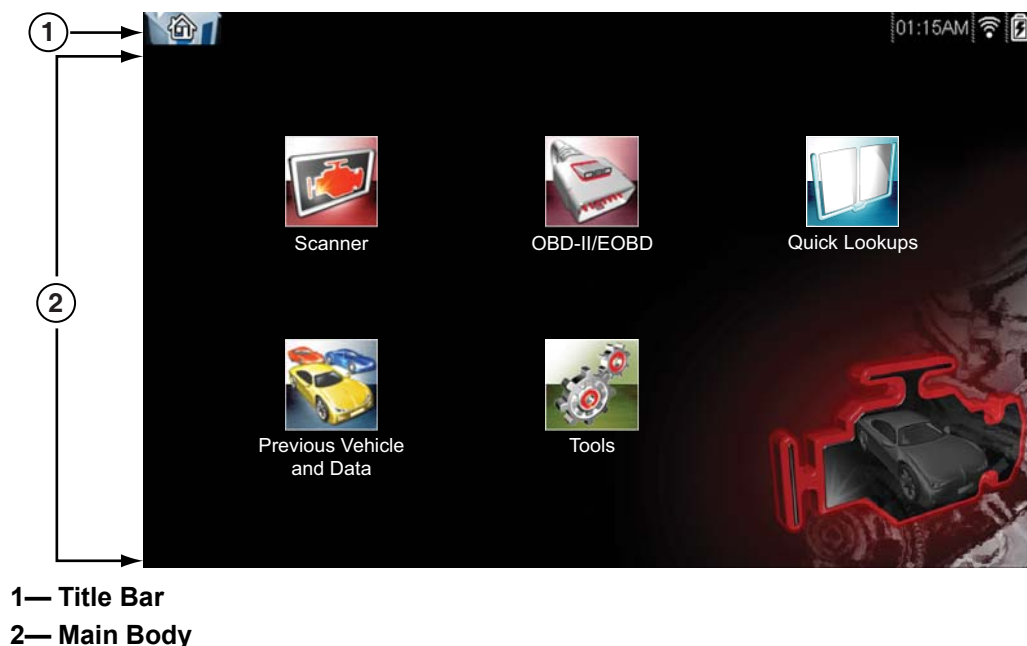 1
01:15AM
2
Scanner
OBD-II/EOBD
Quick Lookups
Previous Vehicle
and Data
Tools
1— Title Bar
2— Main Body